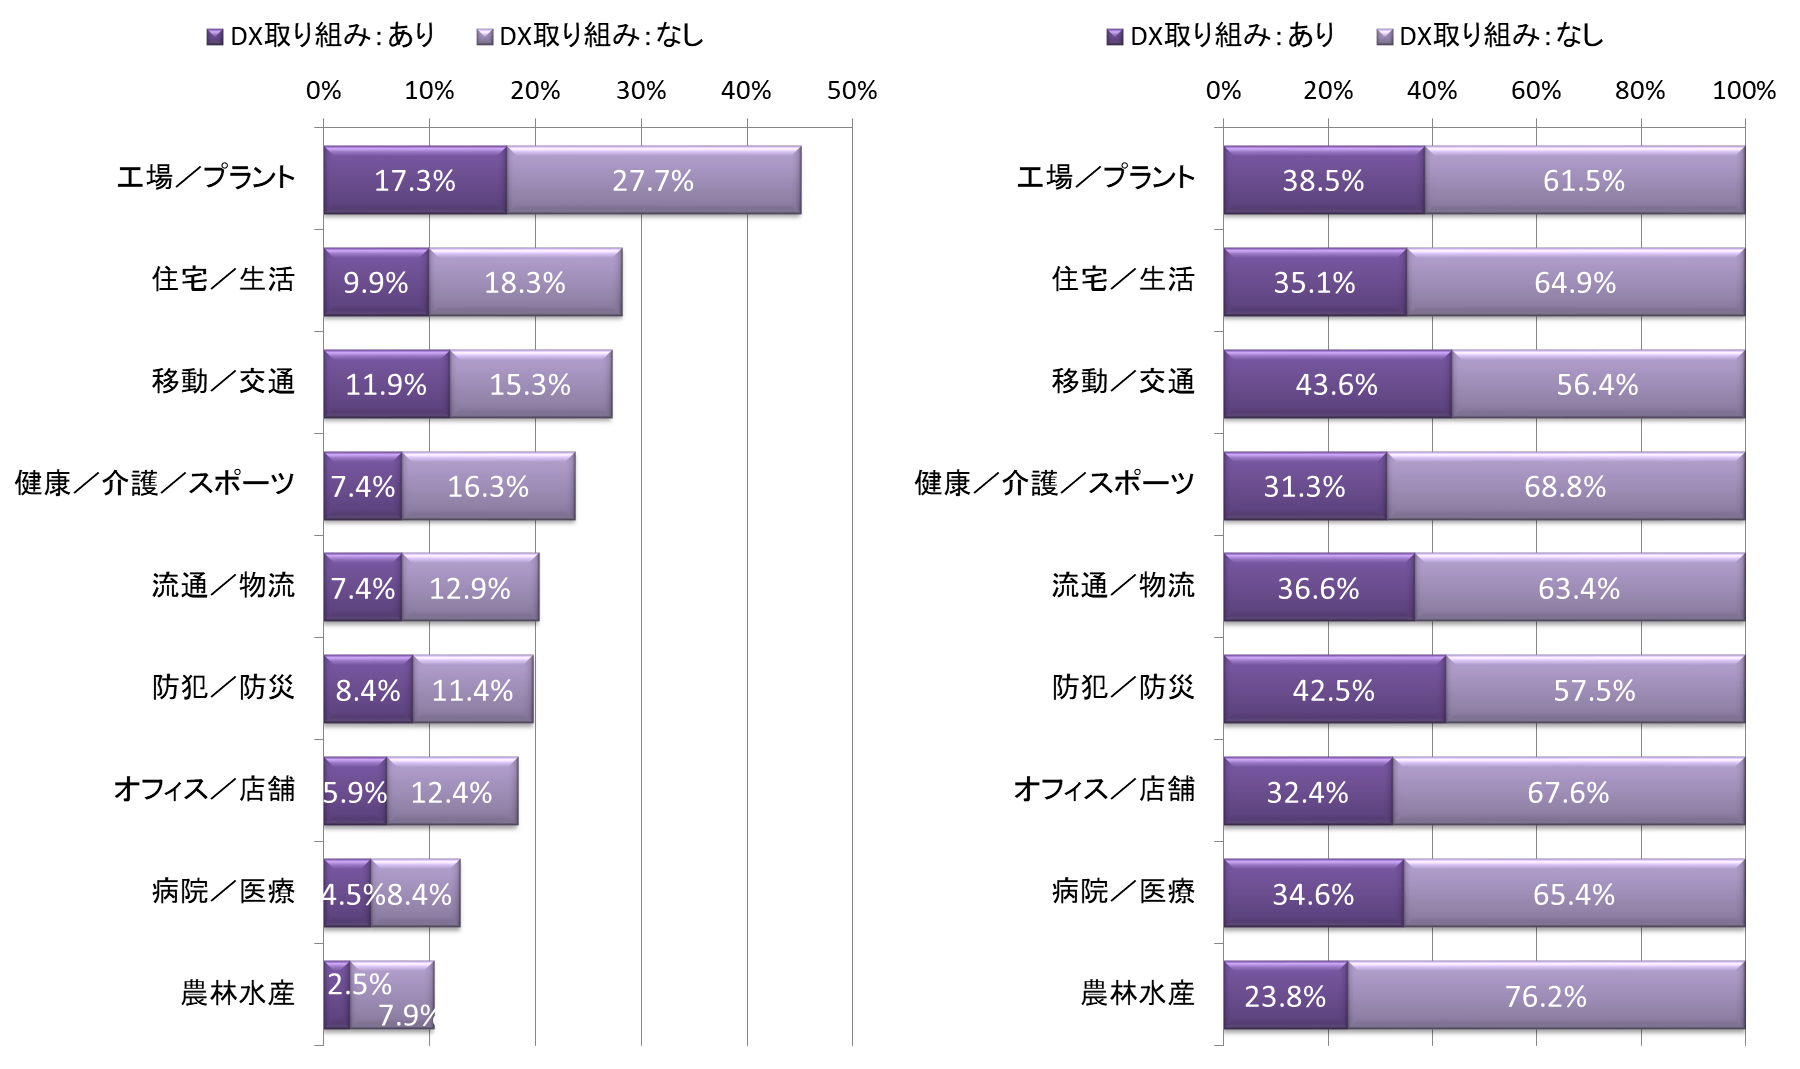 DX取り組み：あり DX取り組み：なし
0% 10% 20% 30% 40% 50%
工場／プラント 17.3% 27.7%
住宅／生活 9.9% 18.3%
移動／交通 11.9% 15.3%
健康／介護／スポーツ 7.4% 16.3%
流通／物流 7.4% 12.9%
防犯／防災 8.4% 11.4%
オフィス／店舗 5.9% 12.4%
病院／医療 4.5% 8.4%
農林水産 2.5% 7.9%
DX取り組み：あり DX取り組み：なし
0% 20% 40% 60% 80% 100%
工場／プラント 38.5% 61.5%
住宅／生活 35.1% 64.9%
移動／交通 43.6% 56.4%
健康／介護／スポーツ 31.3% 68.8%
流通／物流 36.6% 63.4%
防犯／防災 42.5% 57.5%
オフィス／店舗 32.4% 67.6%
病院／医療 34.6% 65.4%
農林水産 23.8% 76.2%